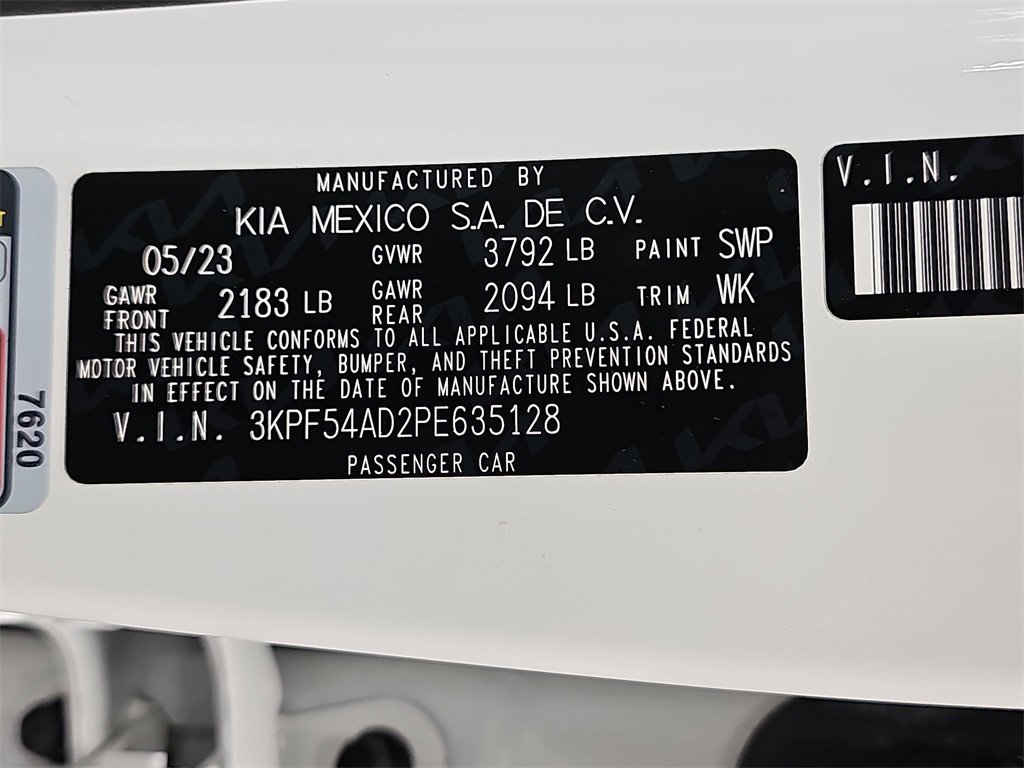 MANUFACTURED BY
KIA MEXICO S.A. DE C.V.
05/23 GVWR 3792 LB PAINT SWP
GAWR FRONT 2183 LB GAWR REAR 2094 LB TRIM WK
THIS VEHICLE CONFORMS TO ALL APPLICABLE U.S.A. FEDERAL
MOTOR VEHICLE SAFETY, BUMPER, AND THEFT PREVENTION STANDARDS
IN EFFECT ON THE DATE OF MANUFACTURE SHOWN ABOVE.
V.I.N. 3KPF54AD2PE635128
PASSENGER CAR
V.I.N.
7620